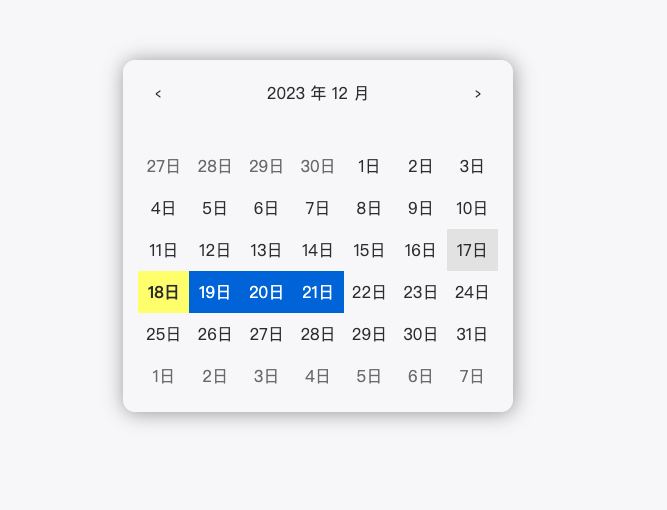 ‹ 2023 年 12 月 ›
27日 28日 29日 30日 1日 2日 3日
4日 5日 6日 7日 8日 9日 10日
11日 12日 13日 14日 15日 16日 17日
18日 19日 20日 21日 22日 23日 24日
25日 26日 27日 28日 29日 30日 31日
1日 2日 3日 4日 5日 6日 7日